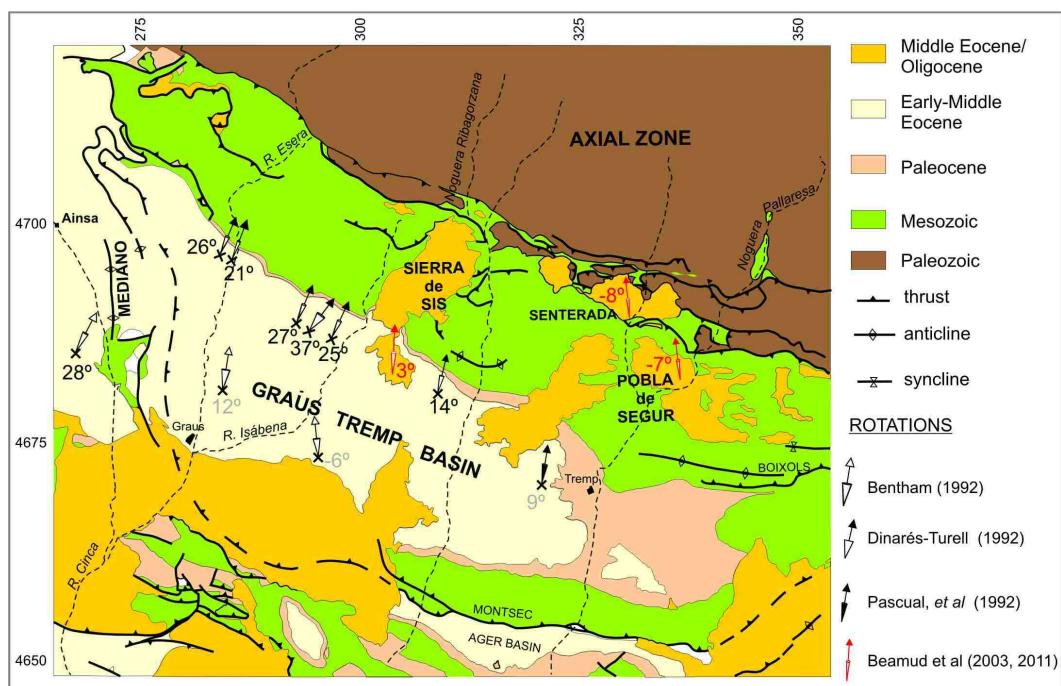 275
300
325
350
4700
4675
4650
AXIAL ZONE
R. Esera
Noguera Ribagorzana
Noguera
Pallaresa
Ainsa
MEDIANO
26º
21º
SIERRA
de
SIS
SENTERADA
-8º
27º
37º
25º
3º
28º
12º
14º
-7º
POBLA
de
SEGUR
GRAUS TREMP BASIN
Graus
R. Isábena
-6º
9º
Tremp
BOIXOLS
R. Cinca
MONTSEC
AGER BASIN
Middle Eocene/
Oligocene
Early-Middle
Eocene
Paleocene
Mesozoic
Paleozoic
thrust
anticline
syncline
ROTATIONS
Bentham (1992)
Dinarés-Turell (1992)
Pascual, et al (1992)
Beamud et al (2003, 2011)